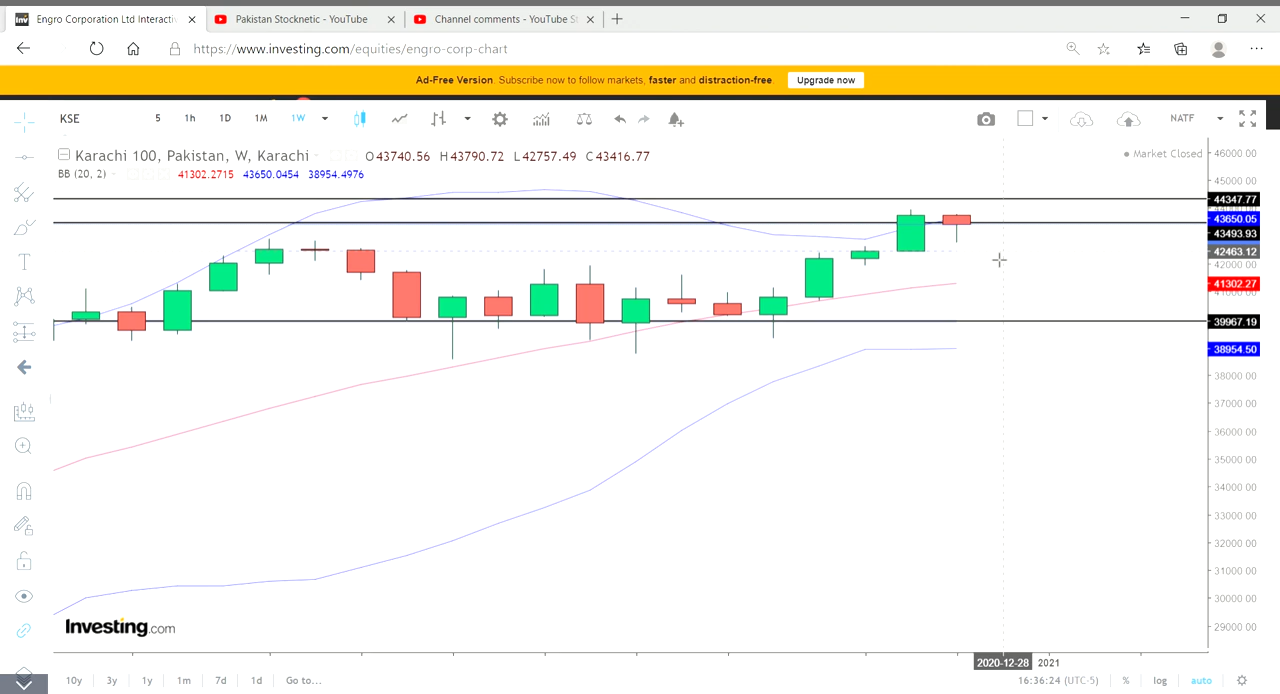 Engro Corporation Ltd Interactiv
Pakistan Stocknetic - YouTube
Channel comments - YouTube St
https://www.investing.com/equities/engro-corp-chart
Ad-Free Version. Subscribe now to follow markets, faster and distraction-free. Upgrade now
KSE 5 1h 1D 1M 1W NATF
Karachi 100, Pakistan, W, Karachi O43740.56 H43790.72 L42757.49 C43416.77
Market Closed
BB (20, 2) 41302.2715 43650.0454 38954.4976
46000.00
45000.00
44347.77
43650.05
43493.93
42463.12
42000.00
41302.27
39967.19
38954.50
38000.00
37000.00
36000.00
35000.00
34000.00
33000.00
32000.00
31000.00
30000.00
29000.00
Investing.com
2020-12-28 2021
10y 3y 1y 1m 7d 1d Go to... 16:36:24 (UTC-5) % log auto